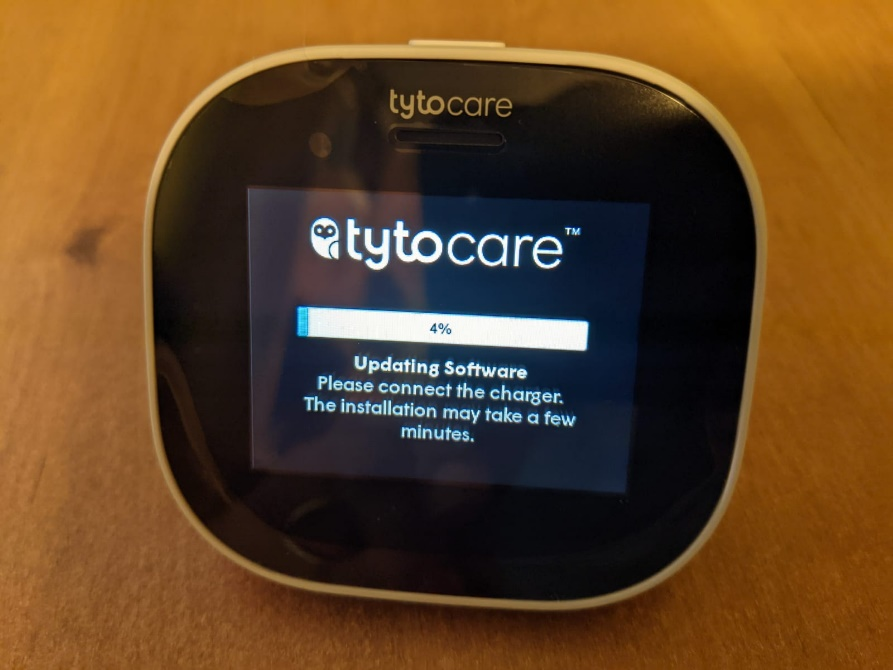 tytocare
tytocare™
4%
Updating Software
Please connect the charger.
The installation may take a few
minutes.